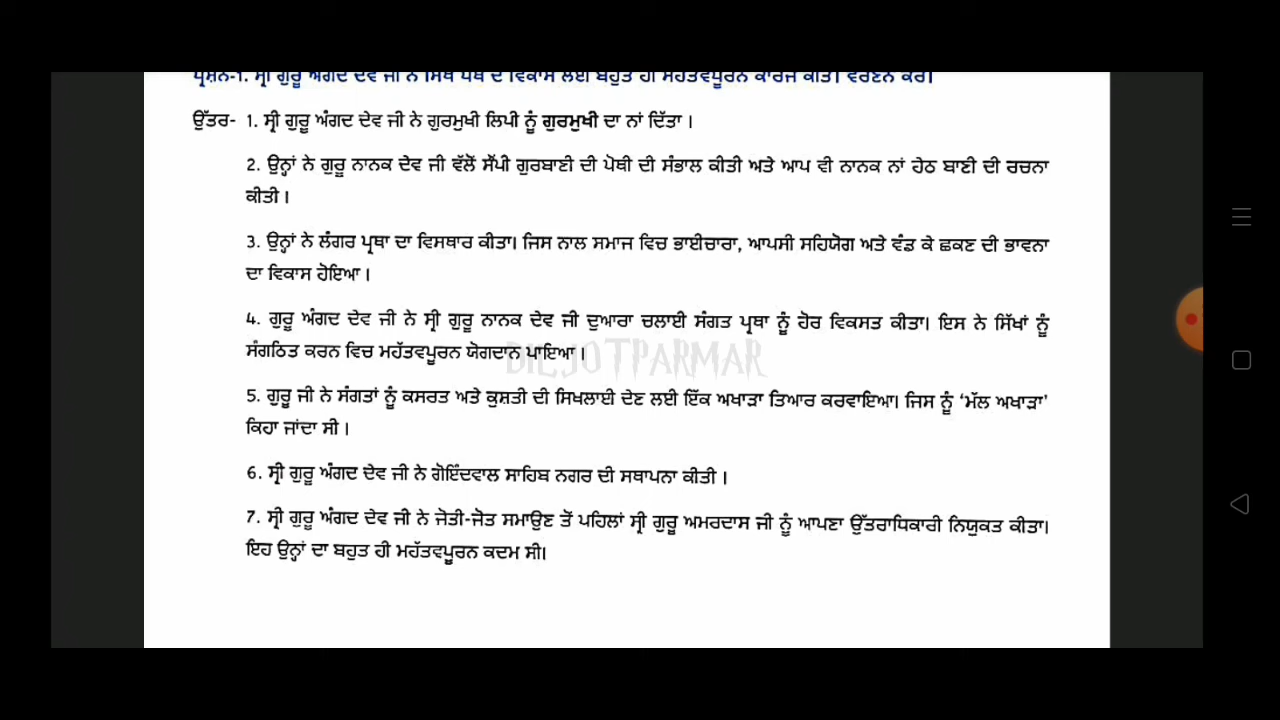 ਪ੍ਰਸ਼ਨ-1. ਸ੍ਰੀ ਗੁਰੂ ਅੰਗਦ ਦੇਵ ਜੀ ਨੇ ਸਿੱਖ ਪੰਥ ਦੇ ਵਿਕਾਸ ਲਈ ਬਹੁਤ ਹੀ ਮਹੱਤਵਪੂਰਨ ਕਾਰਜ ਕੀਤੇ। ਵਰਣਨ ਕਰੋ।
ਉੱਤਰ- 1. ਸ੍ਰੀ ਗੁਰੂ ਅੰਗਦ ਦੇਵ ਜੀ ਨੇ ਗੁਰਮੁਖੀ ਲਿਪੀ ਨੂੰ ਗੁਰਮੁਖੀ ਦਾ ਨਾਂ ਦਿੱਤਾ ।
2. ਉਨ੍ਹਾਂ ਨੇ ਗੁਰੂ ਨਾਨਕ ਦੇਵ ਜੀ ਵੱਲੋਂ ਸੌਂਪੀ ਗੁਰਬਾਣੀ ਦੀ ਪੋਥੀ ਦੀ ਸੰਭਾਲ ਕੀਤੀ ਅਤੇ ਆਪ ਵੀ ਨਾਨਕ ਨਾਂ ਹੇਠ ਬਾਣੀ ਦੀ ਰਚਨਾ
ਕੀਤੀ ।
3. ਉਨ੍ਹਾਂ ਨੇ ਲੰਗਰ ਪ੍ਰਥਾ ਦਾ ਵਿਸਥਾਰ ਕੀਤਾ। ਜਿਸ ਨਾਲ ਸਮਾਜ ਵਿਚ ਭਾਈਚਾਰਾ, ਆਪਸੀ ਸਹਿਯੋਗ ਅਤੇ ਵੰਡ ਕੇ ਛਕਣ ਦੀ ਭਾਵਨਾ
ਦਾ ਵਿਕਾਸ ਹੋਇਆ ।
4. ਗੁਰੂ ਅੰਗਦ ਦੇਵ ਜੀ ਨੇ ਸ੍ਰੀ ਗੁਰੂ ਨਾਨਕ ਦੇਵ ਜੀ ਦੁਆਰਾ ਚਲਾਈ ਸੰਗਤ ਪ੍ਰਥਾ ਨੂੰ ਹੋਰ ਵਿਕਸਤ ਕੀਤਾ। ਇਸ ਨੇ ਸਿੱਖਾਂ ਨੂੰ
ਸੰਗਠਿਤ ਕਰਨ ਵਿਚ ਮਹੱਤਵਪੂਰਨ ਯੋਗਦਾਨ ਪਾਇਆ ।
DIEJOTPARMAR
5. ਗੁਰੂ ਜੀ ਨੇ ਸੰਗਤਾਂ ਨੂੰ ਕਸਰਤ ਅਤੇ ਕੁਸ਼ਤੀ ਦੀ ਸਿਖਲਾਈ ਦੇਣ ਲਈ ਇੱਕ ਅਖਾੜਾ ਤਿਆਰ ਕਰਵਾਇਆ। ਜਿਸ ਨੂੰ ‘ਮੱਲ ਅਖਾੜਾ’
ਕਿਹਾ ਜਾਂਦਾ ਸੀ ।
6. ਸ੍ਰੀ ਗੁਰੂ ਅੰਗਦ ਦੇਵ ਜੀ ਨੇ ਗੋਇੰਦਵਾਲ ਸਾਹਿਬ ਨਗਰ ਦੀ ਸਥਾਪਨਾ ਕੀਤੀ ।
7. ਸ੍ਰੀ ਗੁਰੂ ਅੰਗਦ ਦੇਵ ਜੀ ਨੇ ਜੋਤੀ-ਜੋਤ ਸਮਾਉਣ ਤੋਂ ਪਹਿਲਾਂ ਸ੍ਰੀ ਗੁਰੂ ਅਮਰਦਾਸ ਜੀ ਨੂੰ ਆਪਣਾ ਉੱਤਰਾਧਿਕਾਰੀ ਨਿਯੁਕਤ ਕੀਤਾ।
ਇਹ ਉਨ੍ਹਾਂ ਦਾ ਬਹੁਤ ਹੀ ਮਹੱਤਵਪੂਰਨ ਕਦਮ ਸੀ।